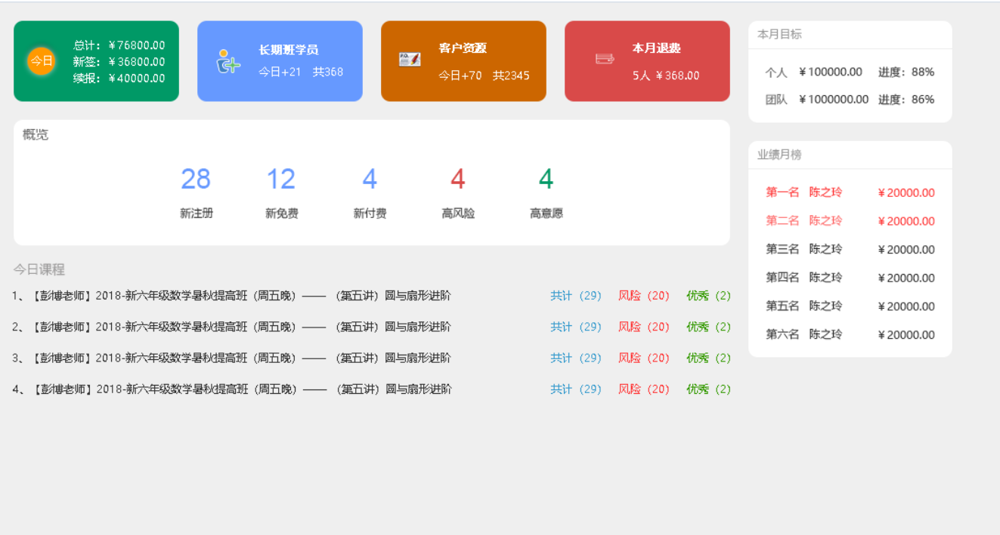 今日
总计：￥76800.00
新签：￥36800.00
续报：￥40000.00
长期班学员
今日+21 共368
客户资源
今日+70 共2345
本月退费
5人 ￥368.00
本月目标
个人 ￥100000.00 进度：88%
团队 ￥1000000.00 进度：86%
概览
28 12 4 4 4
新注册 新免费 新付费 高风险 高意愿
业绩月榜
第一名 陈之玲 ￥20000.00
第二名 陈之玲 ￥20000.00
第三名 陈之玲 ￥20000.00
第四名 陈之玲 ￥20000.00
第五名 陈之玲 ￥20000.00
第六名 陈之玲 ￥20000.00
今日课程
1、【彭博老师】2018-新六年级数学暑秋提高班（周五晚）——（第五讲）圆与扇形进阶 共计（29） 风险（20） 优秀（2）
2、【彭博老师】2018-新六年级数学暑秋提高班（周五晚）——（第五讲）圆与扇形进阶 共计（29） 风险（20） 优秀（2）
3、【彭博老师】2018-新六年级数学暑秋提高班（周五晚）——（第五讲）圆与扇形进阶 共计（29） 风险（20） 优秀（2）
4、【彭博老师】2018-新六年级数学暑秋提高班（周五晚）——（第五讲）圆与扇形进阶 共计（29） 风险（20） 优秀（2）